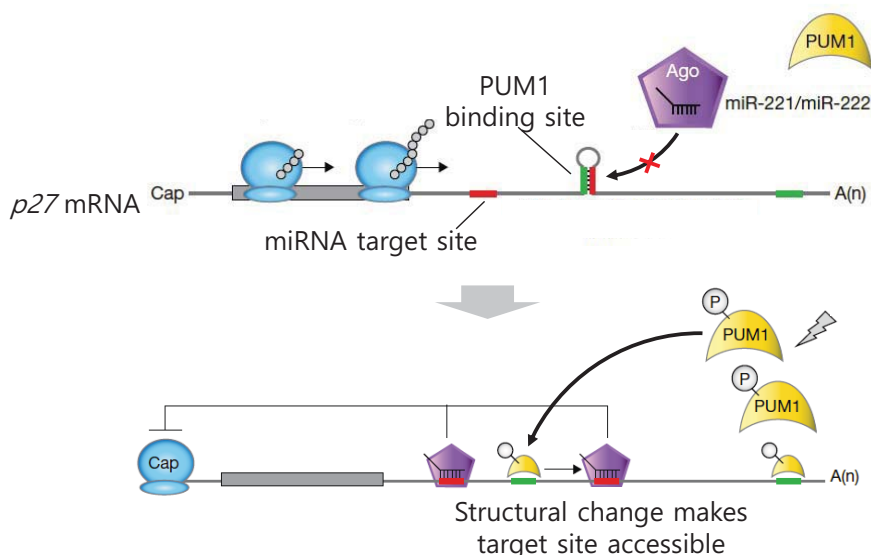 PUM1
Ago
PUM1
binding site
miR-221/miR-222
p27 mRNA
Cap
A(n)
miRNA target site
P
PUM1
P
PUM1
Cap
A(n)
Structural change makes
target site accessible